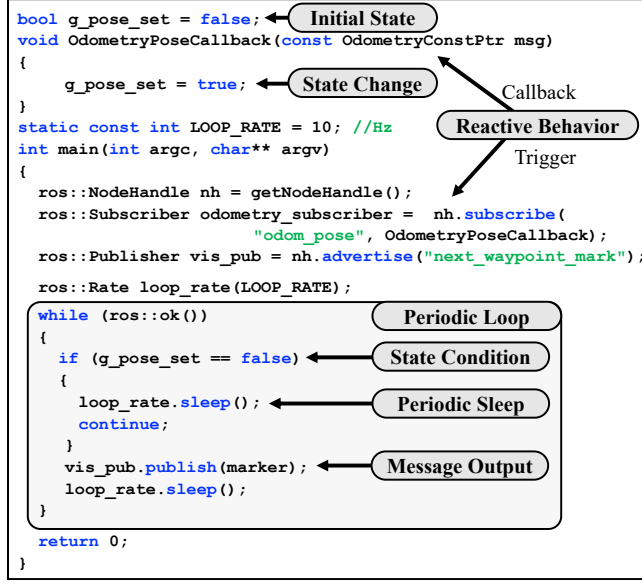 bool g_pose_set = false; Initial State
void OdometryPoseCallback(const OdometryConstPtr msg)
{
g_pose_set = true; State Change
Callback
}
Reactive Behavior
static const int LOOP_RATE = 10; //Hz
int main(int argc, char** argv)
Trigger
{
ros::NodeHandle nh = getNodeHandle();
ros::Subscriber odometry_subscriber = nh.subscribe(
"odom_pose", OdometryPoseCallback);
ros::Publisher vis_pub = nh.advertise("next_waypoint_mark");
ros::Rate loop_rate(LOOP_RATE);
while (ros::ok()) Periodic Loop
{
if (g_pose_set == false) State Condition
{
loop_rate.sleep(); Periodic Sleep
continue;
}
vis_pub.publish(marker); Message Output
loop_rate.sleep();
}
return 0;
}